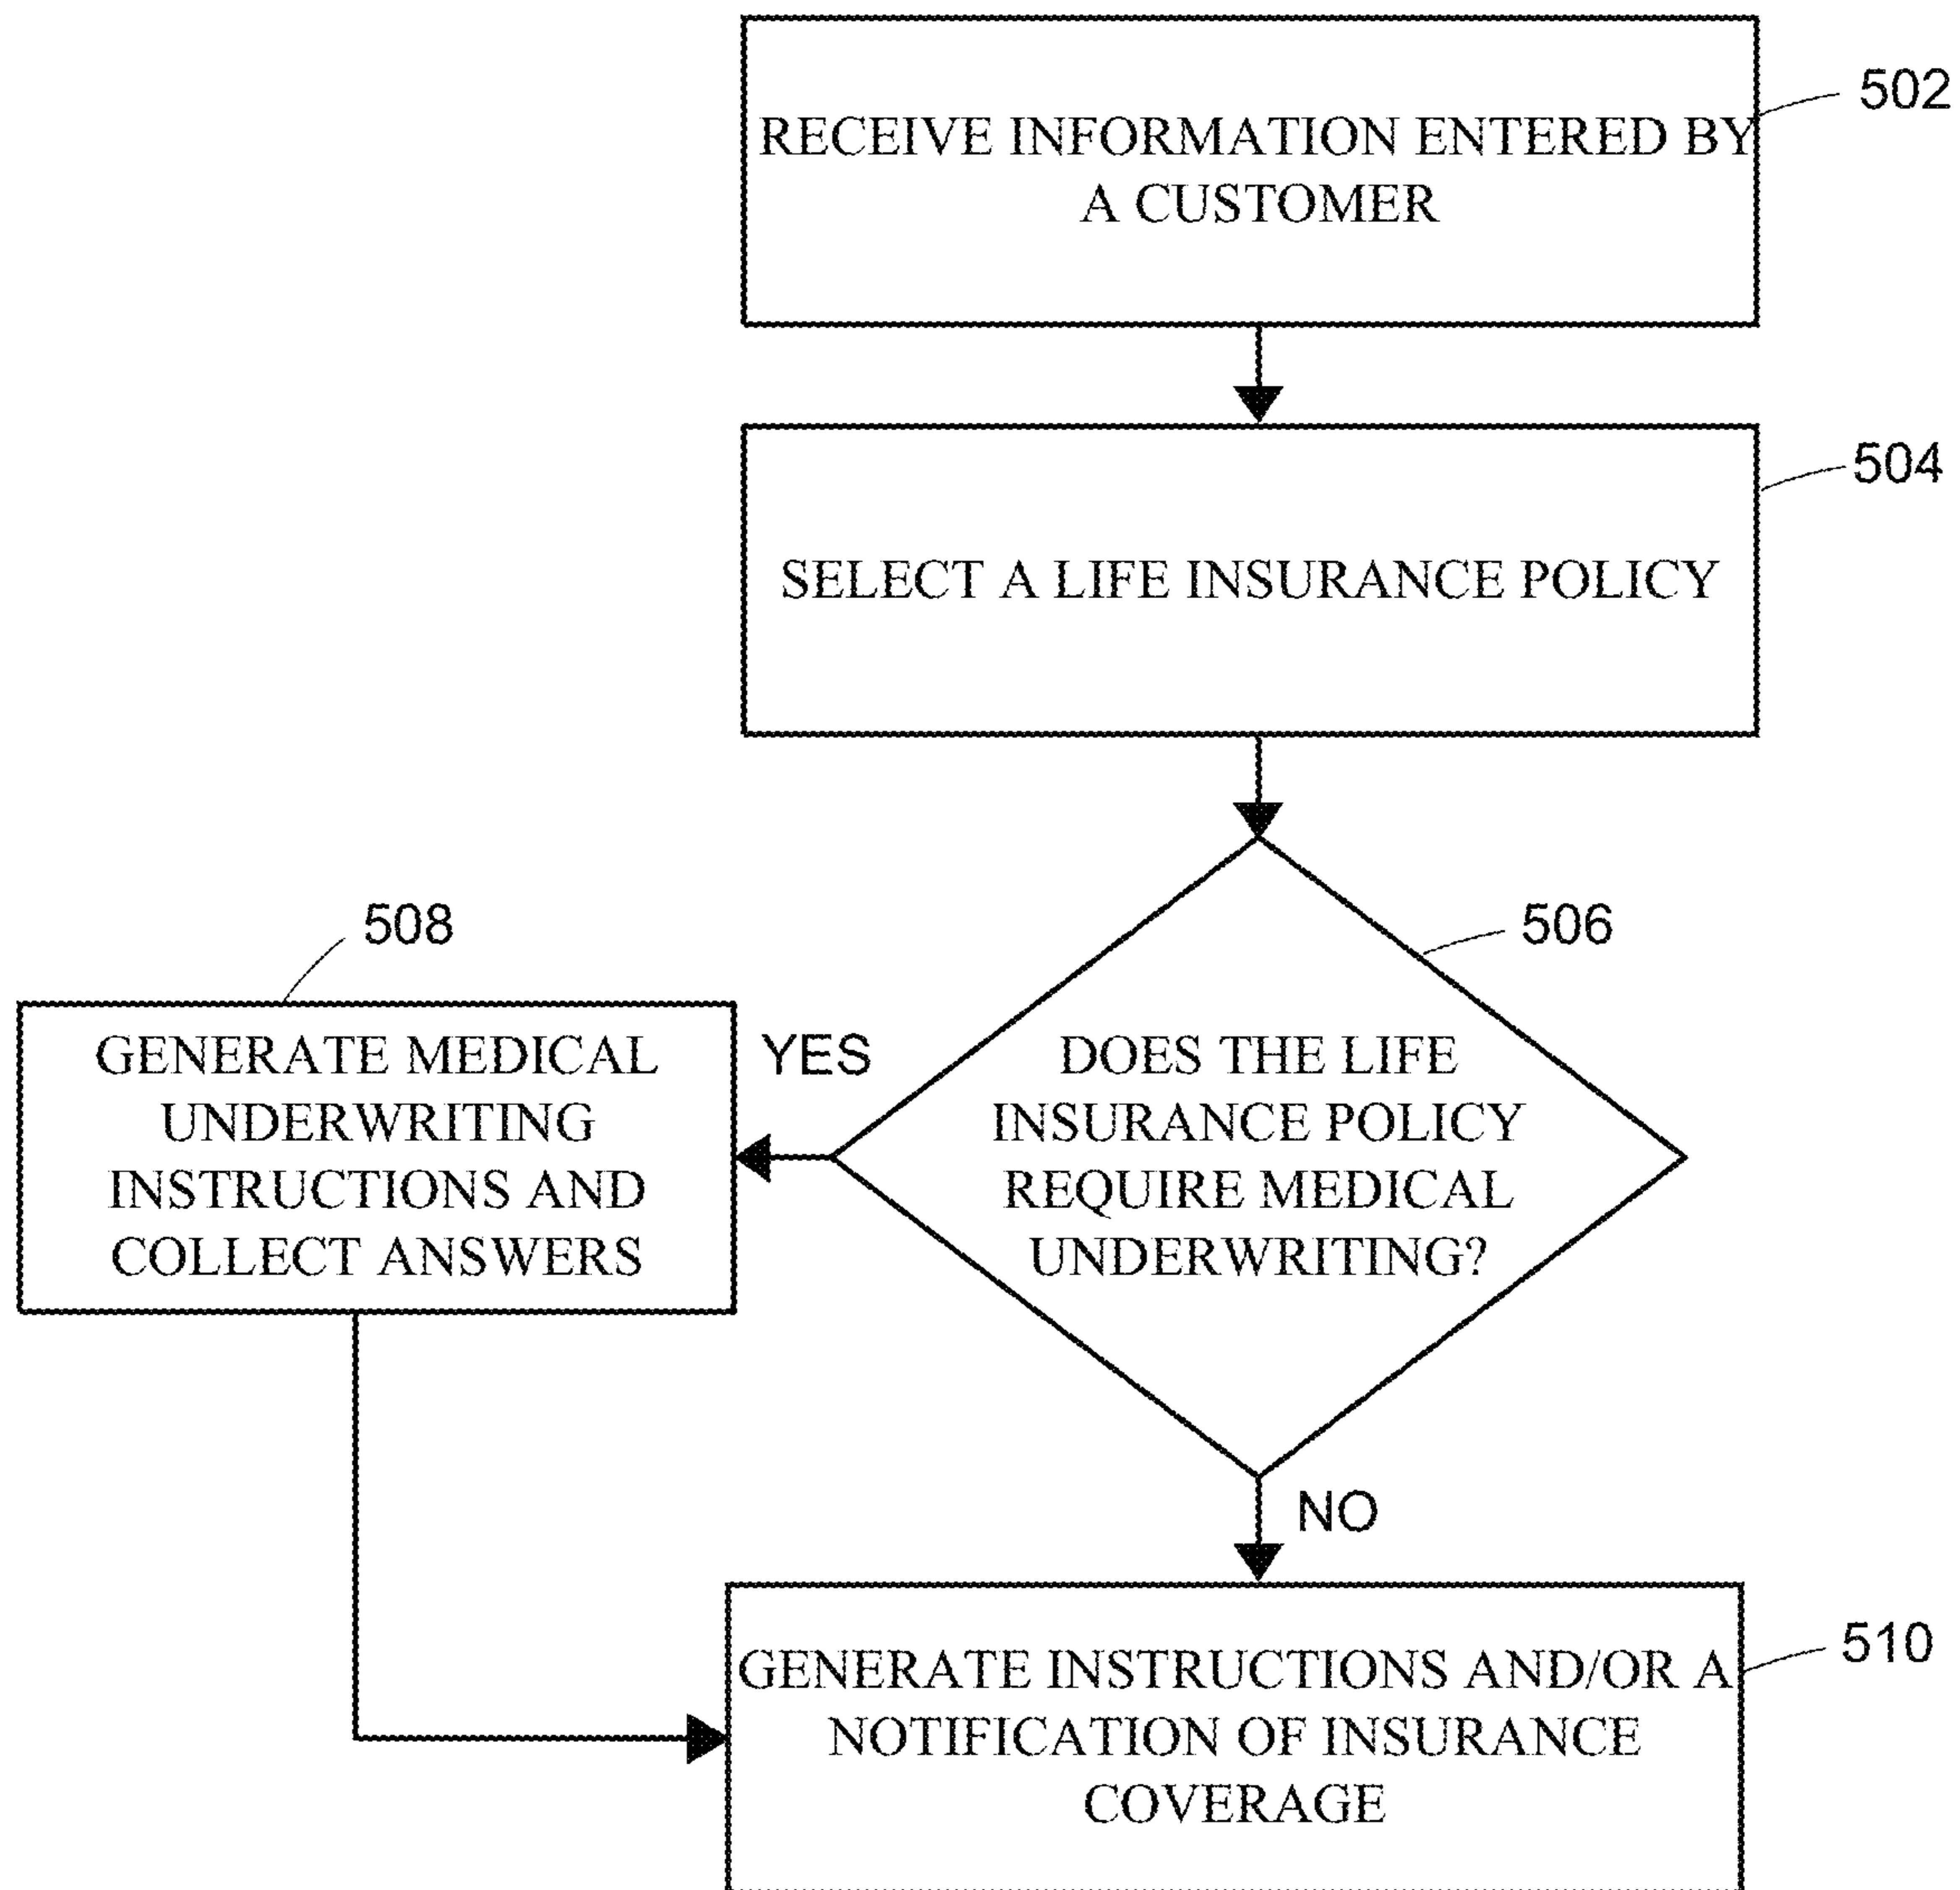 RECEIVE INFORMATION ENTERED BY
A CUSTOMER
502
SELECT A LIFE INSURANCE POLICY
504
DOES THE LIFE
INSURANCE POLICY
REQUIRE MEDICAL
UNDERWRITING?
506
YES
508
GENERATE MEDICAL
UNDERWRITING
INSTRUCTIONS AND
COLLECT ANSWERS
NO
GENERATE INSTRUCTIONS AND/OR A
NOTIFICATION OF INSURANCE
COVERAGE
510